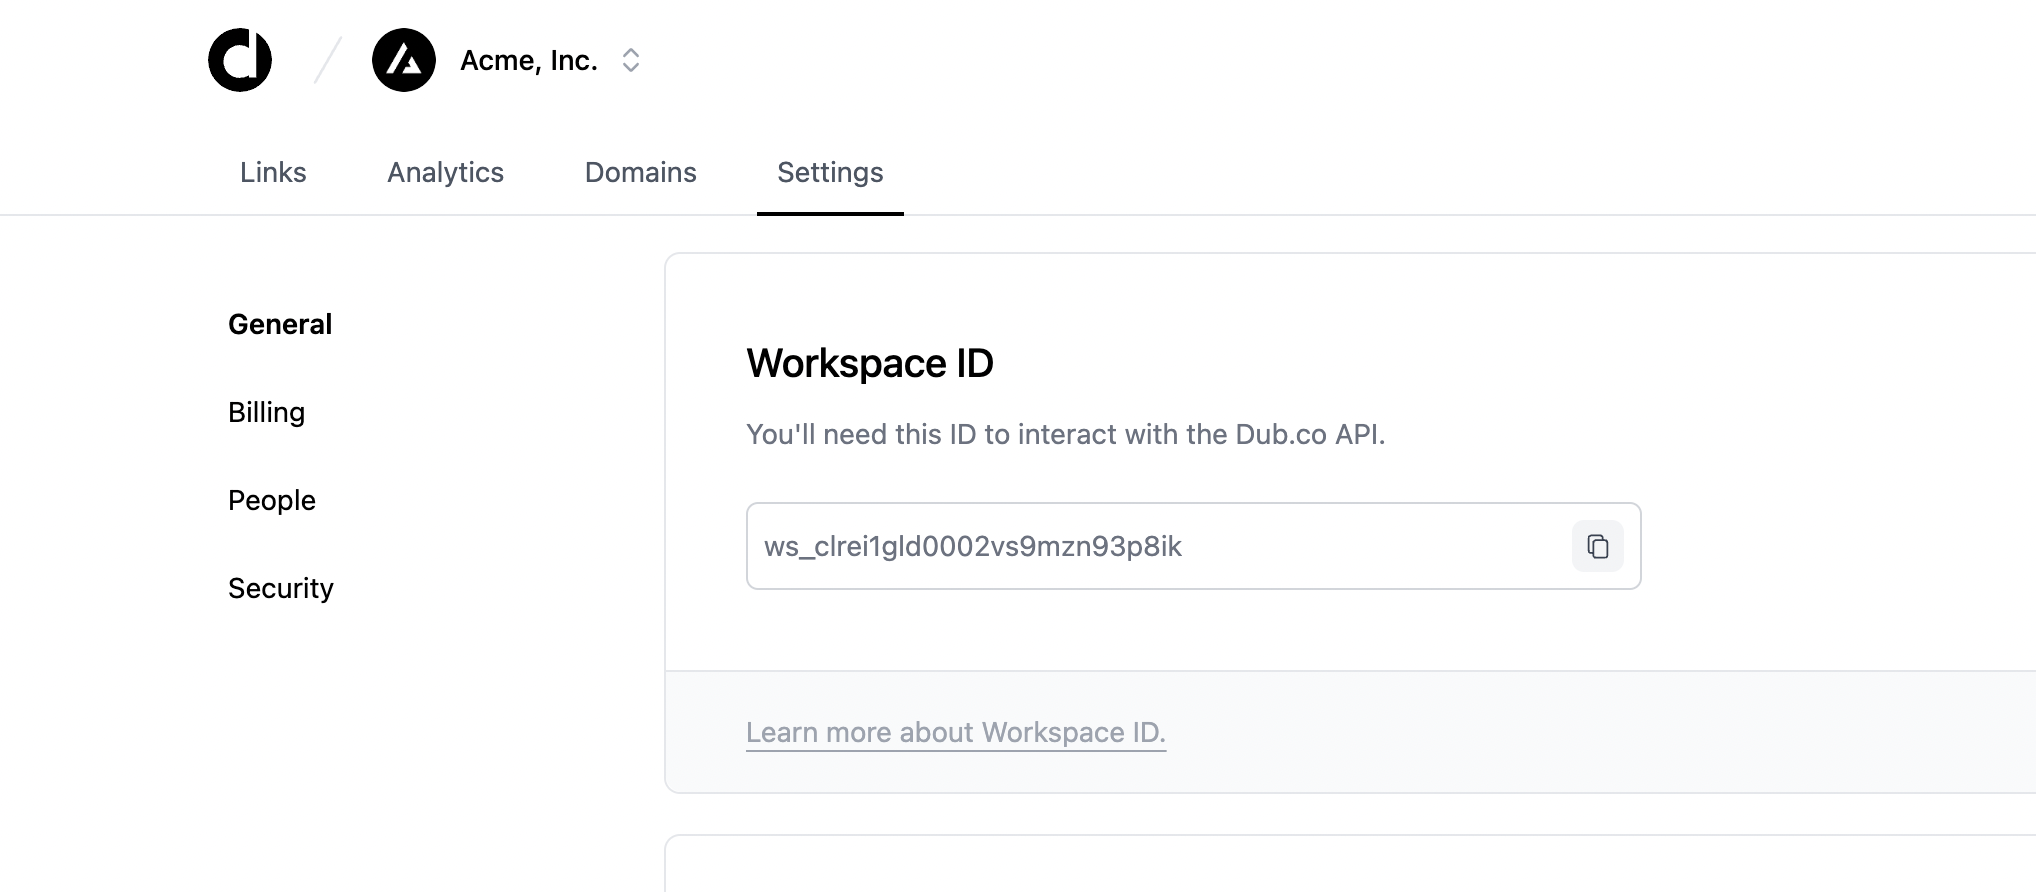 Acme, Inc.
Links Analytics Domains Settings
General
Billing
People
Security
Workspace ID
You'll need this ID to interact with the Dub.co API.
ws_clrei1gld0002vs9mzn93p8ik
Learn more about Workspace ID.